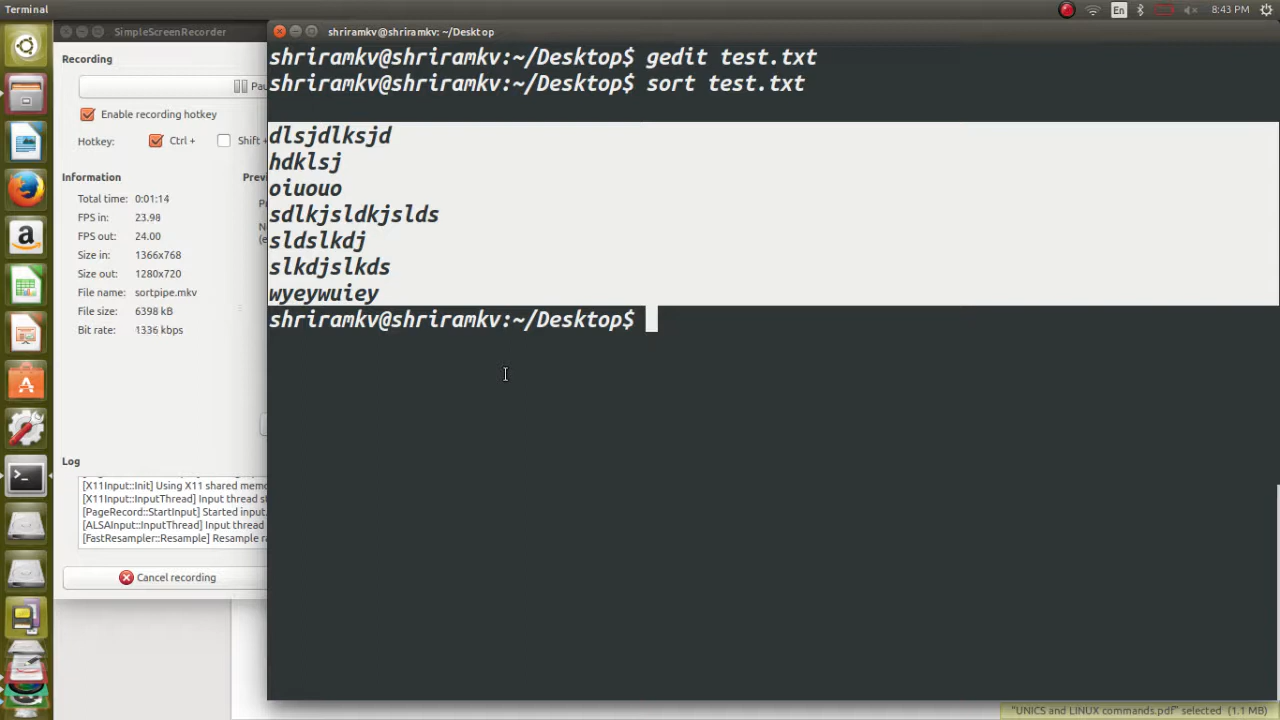 Terminal
En
8:43 PM
SimpleScreenRecorder
Recording
Pau
Enable recording hotkey
Hotkey:
Ctrl +
Shift +
Information
Total time: 0:01:14
FPS in: 23.98
FPS out: 24.00
Size in: 1366x768
Size out: 1280x720
File name: sortpipe.mkv
File size: 6398 kB
Bit rate: 1336 kbps
Log
[X11Input::Init] Using X11 shared memo
[X11Input::InputThread] Input thread st
[PageRecord::StartInput] Started input.
[ALSAInput::InputThread] Input thread
[FastResampler::Resample] Resample ra
Cancel recording
shriramkv@shriramkv: ~/Desktop
shriramkv@shriramkv:~/Desktop$ gedit test.txt
shriramkv@shriramkv:~/Desktop$ sort test.txt
dlsjdlksjd
hdklsj
oiuouo
sdlkjsldkjslds
sldslkdj
slkdjslkds
wyeywuiey
shriramkv@shriramkv:~/Desktop$
"UNICS and LINUX commands.pdf" selected (1.1 MB)